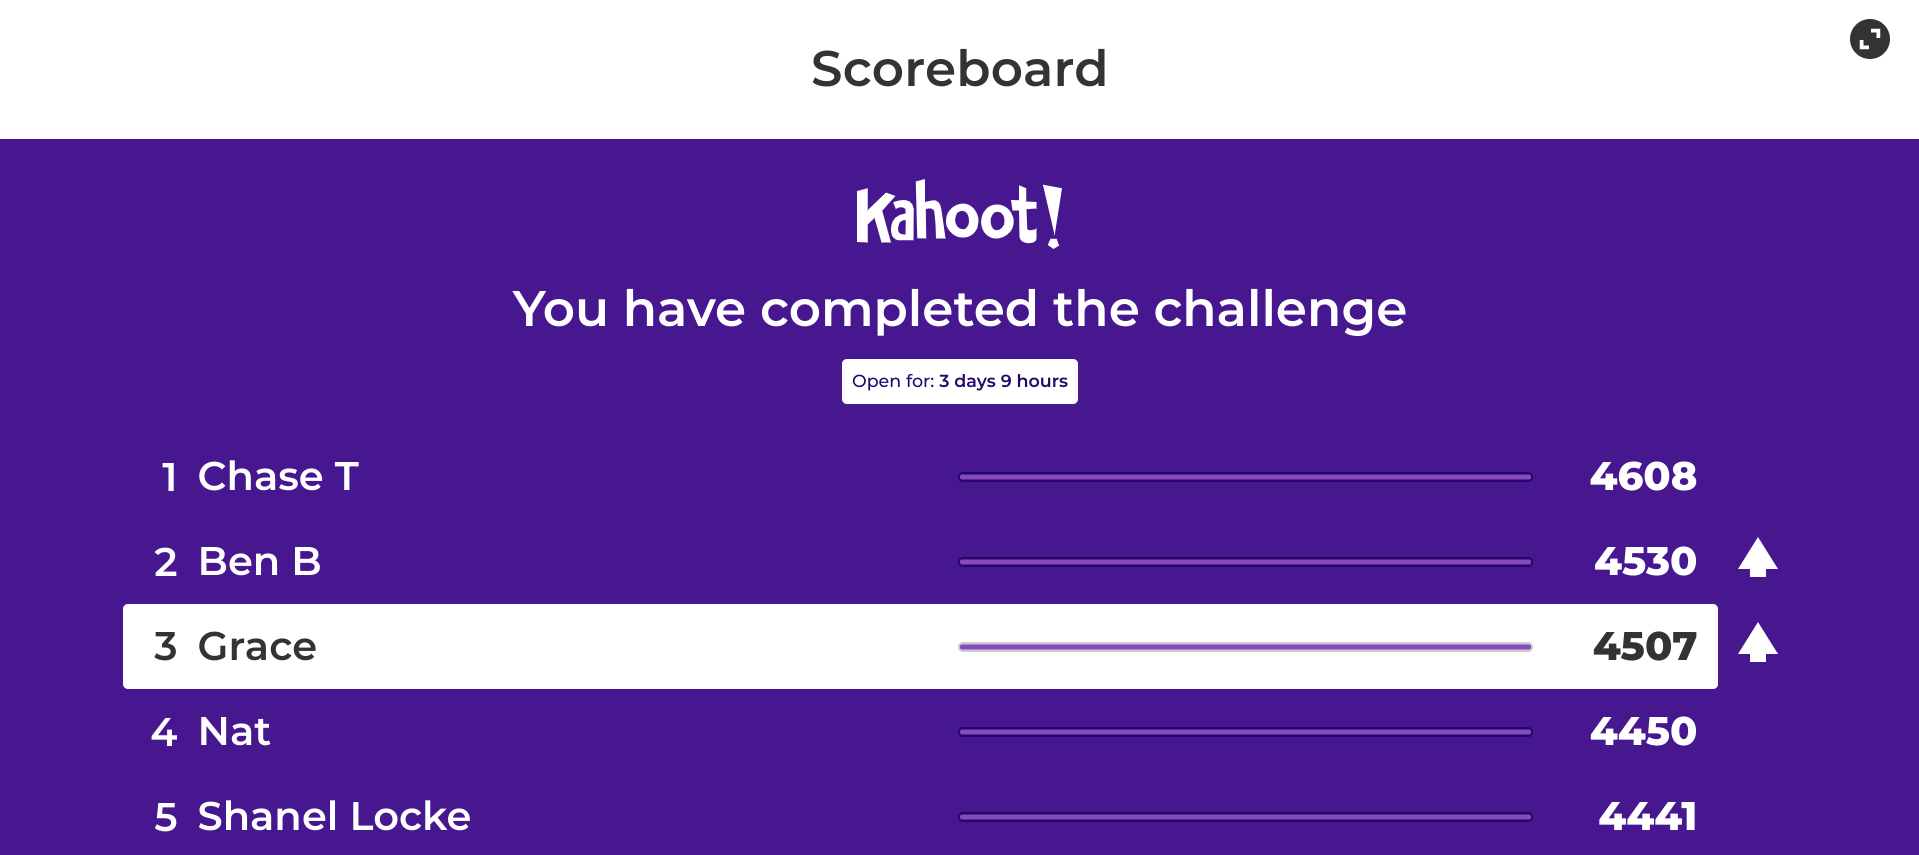 Scoreboard
Kahoot!
You have completed the challenge
Open for: 3 days 9 hours
1 Chase T 4608
2 Ben B 4530
3 Grace 4507
4 Nat 4450
5 Shanel Locke 4441